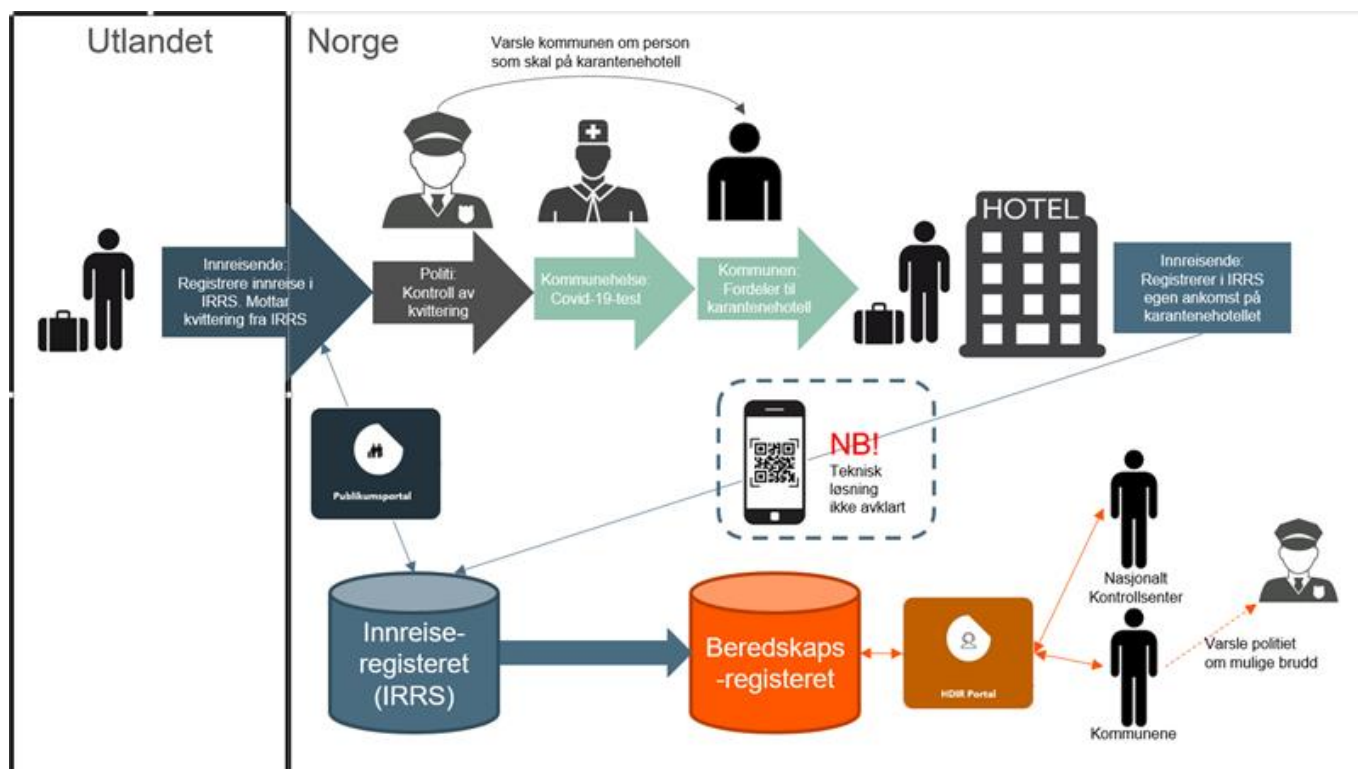 Utlandet
Norge
Varsle kommunen om person
som skal på karantenehotell
HOTEL
Innreisende:
Registrere innreise i
IRRS. Mottar
kvittering fra IRRS
Politi:
Kontroll av
kvittering
Kommunehelse:
Covid-19-test
Kommunen:
Fordeler til
karantenehotell
Innreisende:
Registrerer i IRRS
egen ankomst på
karantenehotellet
Publikumsportal
NB!
Teknisk
løsning
ikke avklart
Innreise-
registeret
(IRRS)
Beredskaps
-registeret
HDIR Portal
Nasjonalt
Kontrollsenter
Kommunene
Varsle politiet
om mulige brudd